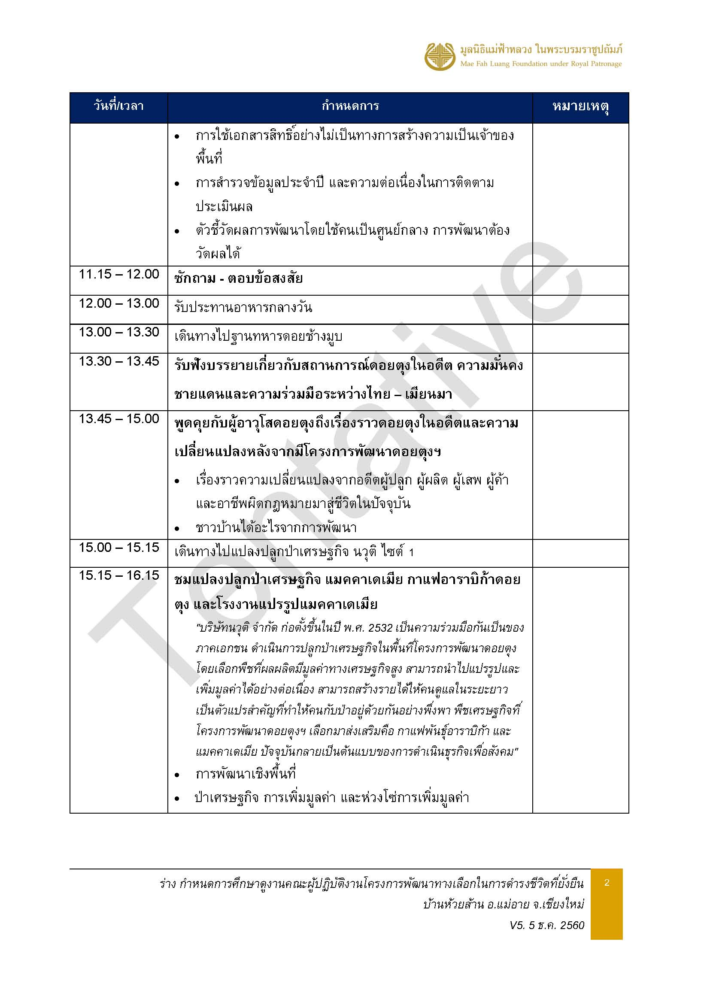 มูลนิธิแม่ฟ้าหลวง ในพระบรมราชูปถัมภ์
Mae Fah Luang Foundation under Royal Patronage
วันที่/เวลา กำหนดการ หมายเหตุ
• การใช้เอกสารสิทธิ์อย่างไม่เป็นทางการสร้างความเป็นเจ้าของ
พื้นที่
• การสำรวจข้อมูลประจำปี และความต่อเนื่องในการติดตาม
ประเมินผล
• ตัวชี้วัดผลการพัฒนาโดยใช้คนเป็นศูนย์กลาง การพัฒนาต้อง
วัดผลได้
11.15 – 12.00 ซักถาม - ตอบข้อสงสัย
12.00 – 13.00 รับประทานอาหารกลางวัน
13.00 – 13.30 เดินทางไปฐานทหารดอยช้างมูบ
13.30 – 13.45 รับฟังบรรยายเกี่ยวกับสถานการณ์ดอยตุงในอดีต ความมั่นคง
ชายแดนและความร่วมมือระหว่างไทย – เมียนมา
13.45 – 15.00 พูดคุยกับผู้อาวุโสดอยตุงถึงเรื่องราวดอยตุงในอดีตและความ
เปลี่ยนแปลงหลังจากมีโครงการพัฒนาดอยตุงฯ
• เรื่องราวความเปลี่ยนแปลงจากอดีตผู้ปลูก ผู้ผลิต ผู้เสพ ผู้ค้า
และอาชีพผิดกฎหมายมาสู่ชีวิตในปัจจุบัน
• ชาวบ้านได้อะไรจากการพัฒนา
15.00 – 15.15 เดินทางไปแปลงปลูกป่าเศรษฐกิจ นวุติ ไซต์ 1
15.15 – 16.15 ชมแปลงปลูกป่าเศรษฐกิจ แมคคาเดเมีย กาแฟอาราบิก้าดอย
ตุง และโรงงานแปรรูปแมคคาเดเมีย
"บริษัทนวุติ จำกัด ก่อตั้งขึ้นในปี พ.ศ. 2532 เป็นความร่วมมือกันเป็นของ
ภาคเอกชน ดำเนินการปลูกป่าเศรษฐกิจในพื้นที่โครงการพัฒนาดอยตุง
โดยเลือกพืชที่ผลผลิตมีมูลค่าทางเศรษฐกิจสูง สามารถนำไปแปรรูปและ
เพิ่มมูลค่าได้อย่างต่อเนื่อง สามารถสร้างรายได้ให้คนดูแลในระยะยาว
เป็นตัวแปรสำคัญที่ทำให้คนกับป่าอยู่ด้วยกันอย่างพึ่งพา พืชเศรษฐกิจที่
โครงการพัฒนาดอยตุงฯ เลือกมาส่งเสริมคือ กาแฟพันธุ์อาราบิก้า และ
แมคคาเดเมีย ปัจจุบันกลายเป็นต้นแบบของการดำเนินธุรกิจเพื่อสังคม"
• การพัฒนาเชิงพื้นที่
• ป่าเศรษฐกิจ การเพิ่มมูลค่า และห่วงโซ่การเพิ่มมูลค่า
Tentative
ร่าง กำหนดการศึกษาดูงานคณะผู้ปฏิบัติงานโครงการพัฒนาทางเลือกในการดำรงชีวิตที่ยั่งยืน 2
บ้านห้วยส้าน อ.แม่อาย จ.เชียงใหม่
V5. 5 ธ.ค. 2560